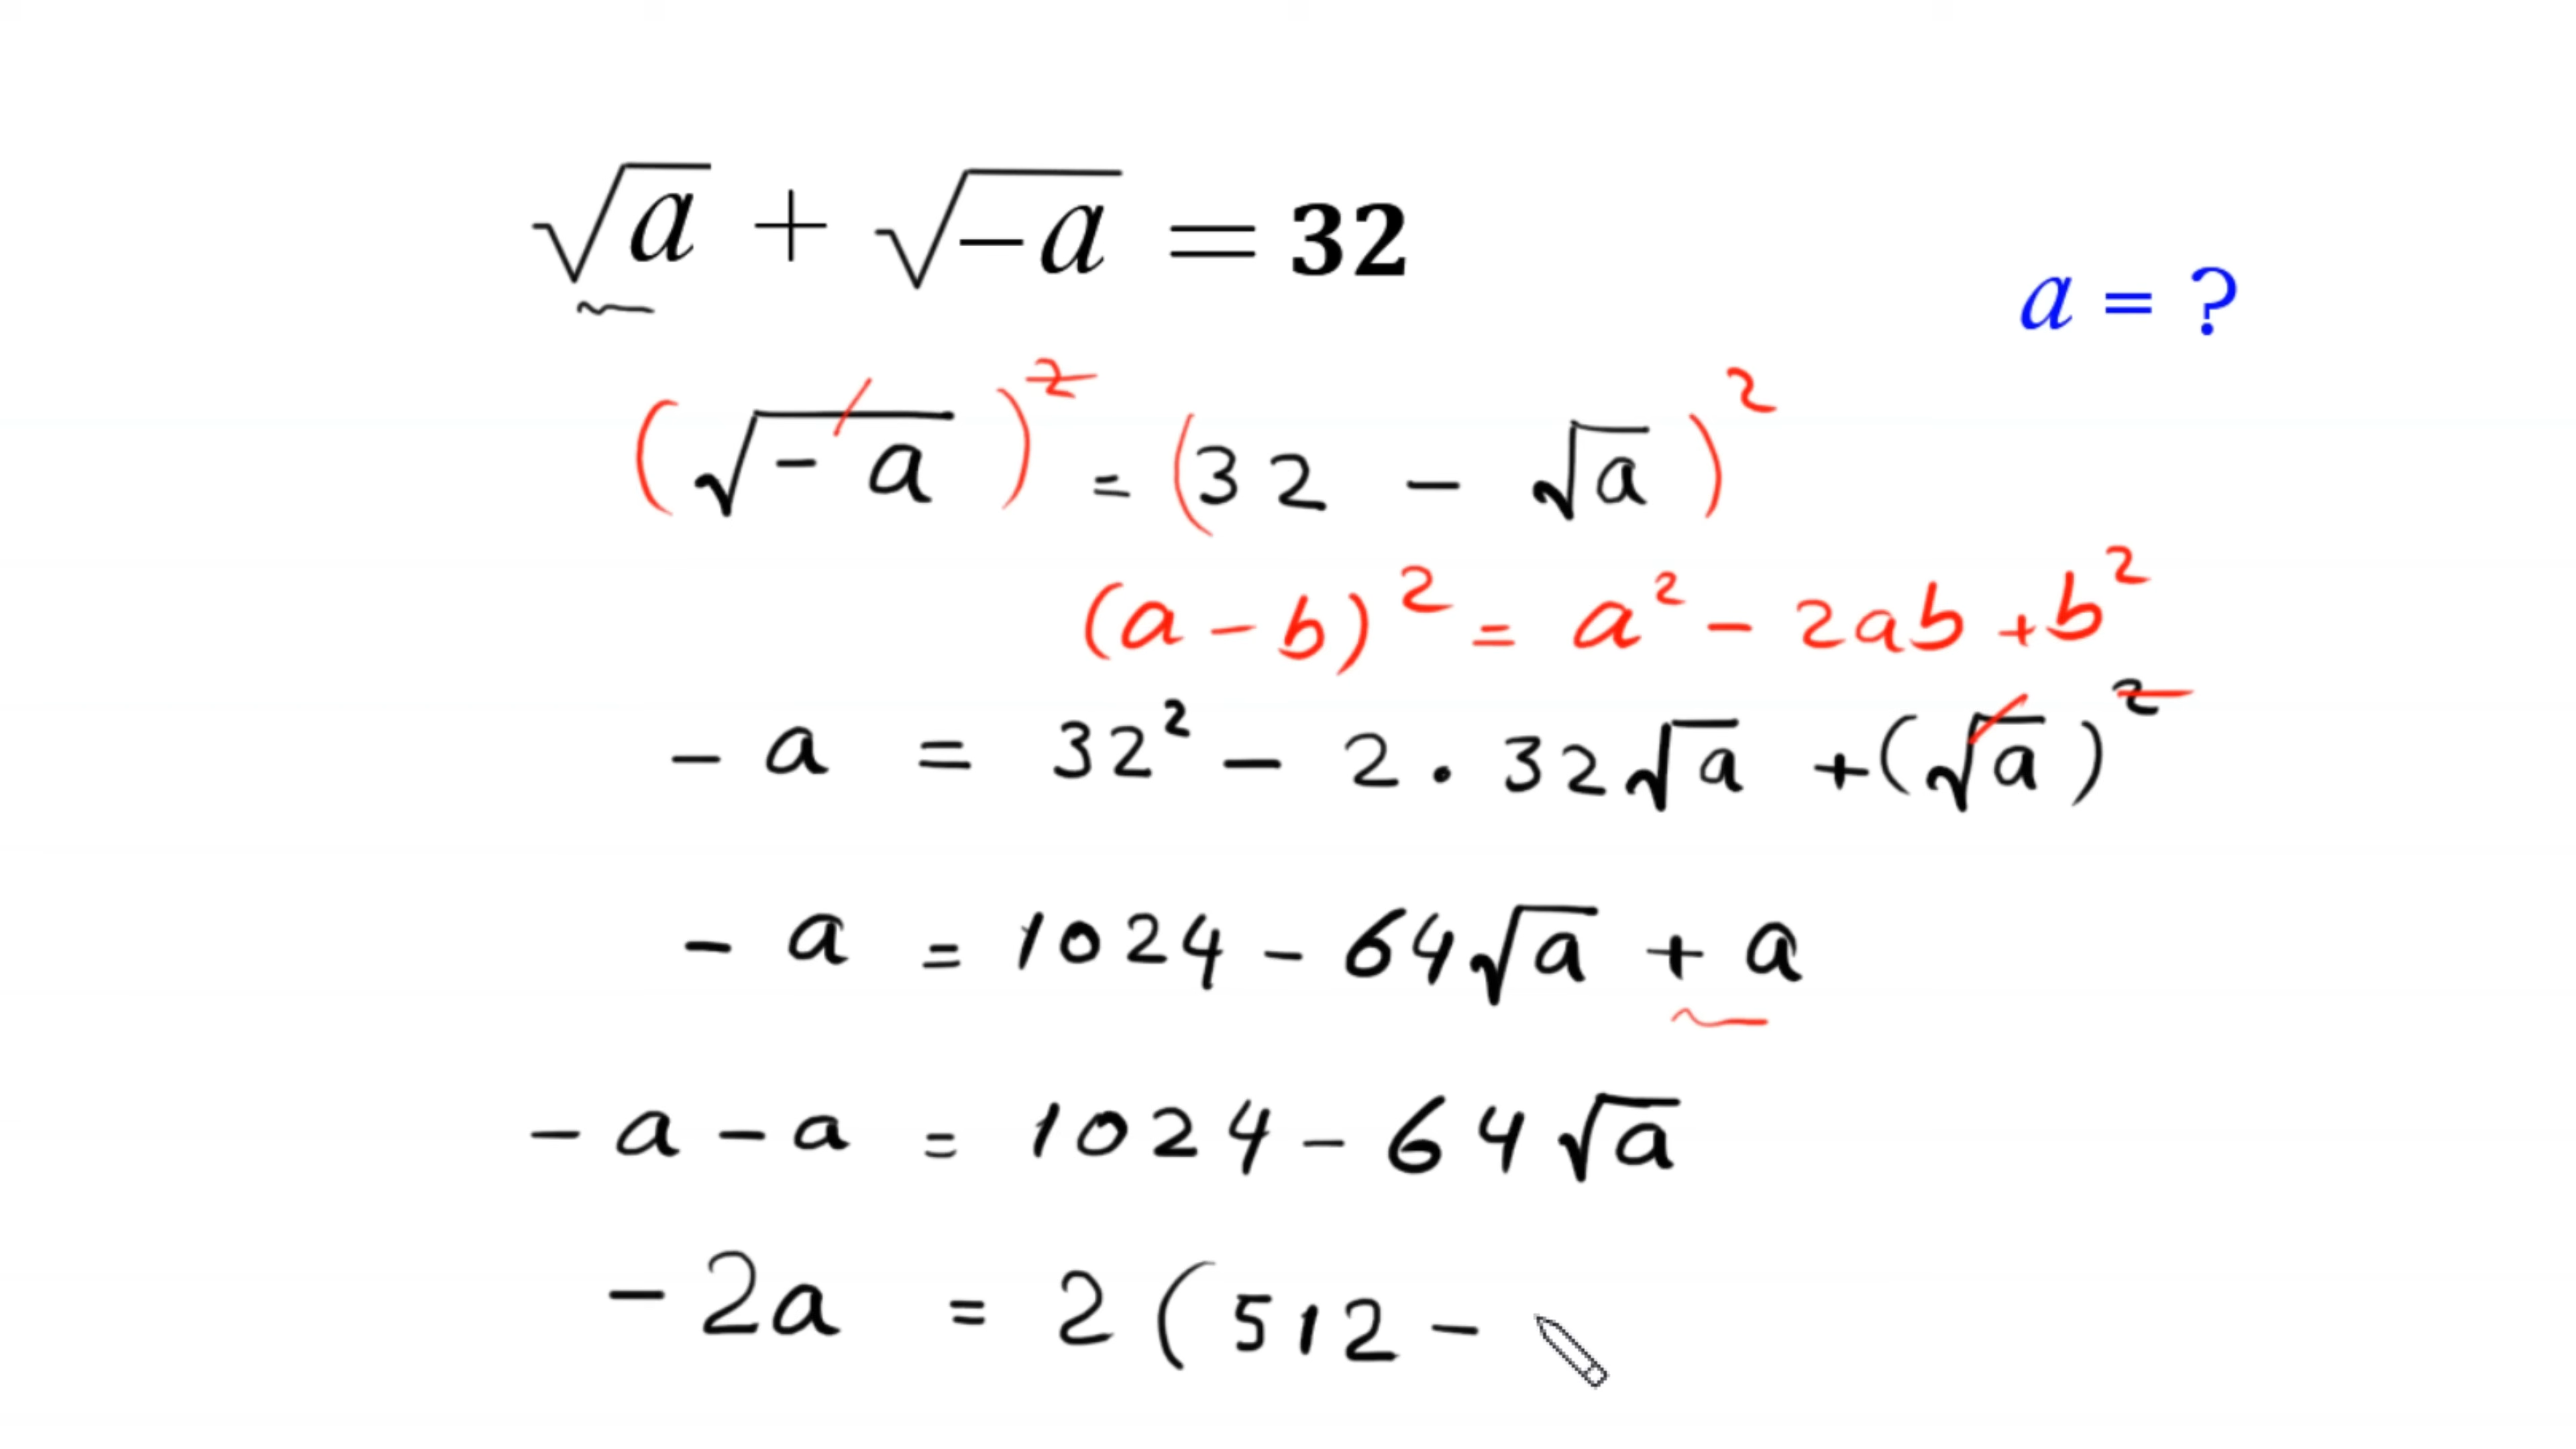 √a + √-a = 32
a = ?
(√-a)² = (32 - √a)²
(a - b)² = a² - 2ab + b²
- a = 32² - 2 · 32√a + (√a)²
- a = 1024 - 64√a + a
- a - a = 1024 - 64√a
- 2a = 2(512 -